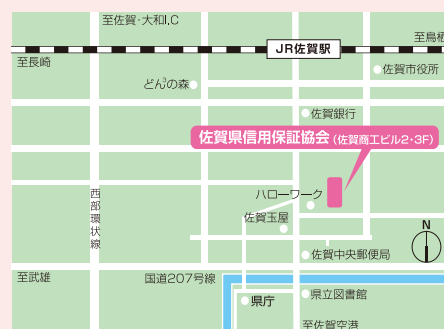 至佐賀・大和I.C
JR佐賀駅
至鳥栖
至長崎
佐賀市役所
どん3の森
佐賀銀行
佐賀県信用保証協会(佐賀商工ビル2・3F)
西部環状線
ハローワーク
佐賀玉屋
N
佐賀中央郵便局
至武雄
国道207号線
県庁
県立図書館
至佐賀空港